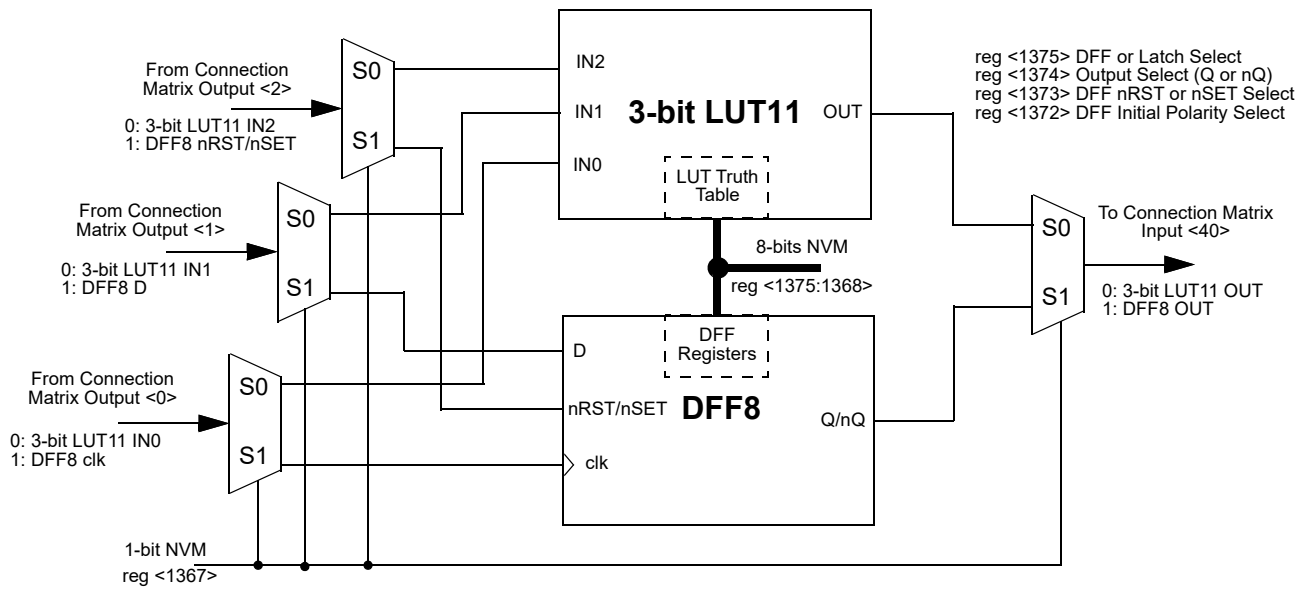 From Connection
Matrix Output <2>
0: 3-bit LUT11 IN2
1: DFF8 nRST/nSET
S0
S1
From Connection
Matrix Output <1>
0: 3-bit LUT11 IN1
1: DFF8 D
S0
S1
From Connection
Matrix Output <0>
0: 3-bit LUT11 IN0
1: DFF8 clk
S0
S1
1-bit NVM
reg <1367>
IN2
IN1
IN0
3-bit LUT11
OUT
LUT Truth
Table
8-bits NVM
reg <1375:1368>
DFF
Registers
D
nRST/nSET
clk
DFF8
Q/nQ
reg <1375> DFF or Latch Select
reg <1374> Output Select (Q or nQ)
reg <1373> DFF nRST or nSET Select
reg <1372> DFF Initial Polarity Select
S0
S1
To Connection Matrix
Input <40>
0: 3-bit LUT11 OUT
1: DFF8 OUT